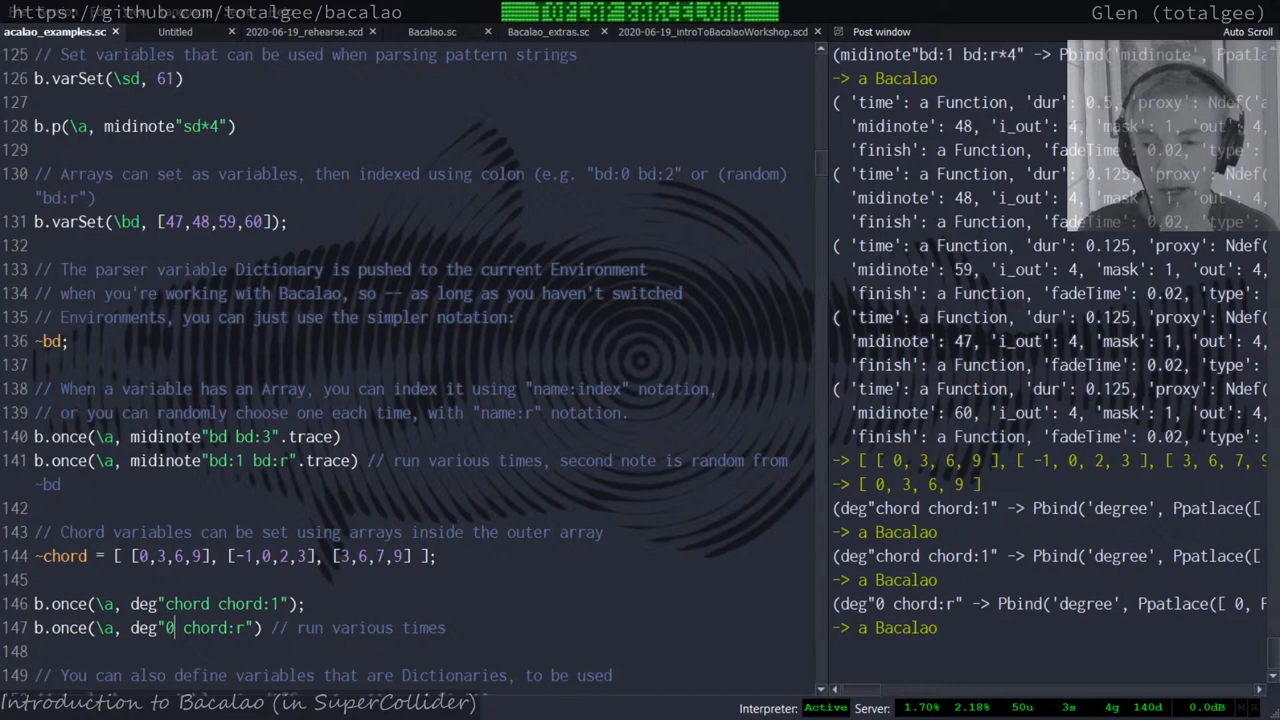 https://github.com/totalgee/bacalao
Glen (totalgee)
acalao_examples.sc
Untitled
2020-06-19_rehearse.scd
Bacalao.sc
Bacalao_extras.sc
2020-06-19_introToBacalaoWorkshop.scd
Post window
Auto Scroll
125 // Set variables that can be used when parsing pattern strings
126 b.varSet(\sd, 61)
127
128 b.p(\a, midinote"sd*4")
129
130 // Arrays can set as variables, then indexed using colon (e.g. "bd:0 bd:2" or (random)
"bd:r")
131 b.varSet(\bd, [47,48,59,60]);
132
133 // The parser variable Dictionary is pushed to the current Environment
134 // when you're working with Bacalao, so -- as long as you haven't switched
135 // Environments, you can just use the simpler notation:
136 ~bd;
137
138 // When a variable has an Array, you can index it using "name:index" notation,
139 // or you can randomly choose one each time, with "name:r" notation.
140 b.once(\a, midinote"bd bd:3".trace)
141 b.once(\a, midinote"bd:1 bd:r".trace) // run various times, second note is random from
~bd
142
143 // Chord variables can be set using arrays inside the outer array
144 ~chord = [ [0,3,6,9], [-1,0,2,3], [3,6,7,9] ];
145
146 b.once(\a, deg"chord chord:1");
147 b.once(\a, deg"0 chord:r") // run various times
148
149 // You can also define variables that are Dictionaries, to be used
(midinote"bd:1 bd:r*4" -> Pbind('midinote', Ppatla
-> a Bacalao
( 'time': a Function, 'dur': 0.5, 'proxy': Ndef('a
'midinote': 48, 'i_out': 4, 'mask': 1, 'out': 4,
'finish': a Function, 'fadeTime': 0.02, 'type':
( 'time': a Function, 'dur': 0.125, 'proxy': Ndef(
'midinote': 48, 'i_out': 4, 'mask': 1, 'out': 4,
'finish': a Function, 'fadeTime': 0.02, 'type':
( 'time': a Function, 'dur': 0.125, 'proxy': Ndef(
'midinote': 59, 'i_out': 4, 'mask': 1, 'out': 4,
'finish': a Function, 'fadeTime': 0.02, 'type':
( 'time': a Function, 'dur': 0.125, 'proxy': Ndef(
'midinote': 47, 'i_out': 4, 'mask': 1, 'out': 4,
'finish': a Function, 'fadeTime': 0.02, 'type':
( 'time': a Function, 'dur': 0.125, 'proxy': Ndef(
'midinote': 60, 'i_out': 4, 'mask': 1, 'out': 4,
'finish': a Function, 'fadeTime': 0.02, 'type':
-> [ [ 0, 3, 6, 9 ], [ -1, 0, 2, 3 ], [ 3, 6, 7, 9
-> [ 0, 3, 6, 9 ]
(deg"chord chord:1" -> Pbind('degree', Ppatlace([
-> a Bacalao
(deg"chord chord:1" -> Pbind('degree', Ppatlace([
-> a Bacalao
(deg"0 chord:r" -> Pbind('degree', Ppatlace([ 0, P
-> a Bacalao
Introduction to Bacalao (in SuperCollider)
Interpreter: Active Server: 1.70% 2.18% 50u 3s 4g 140d 0.0dB M R